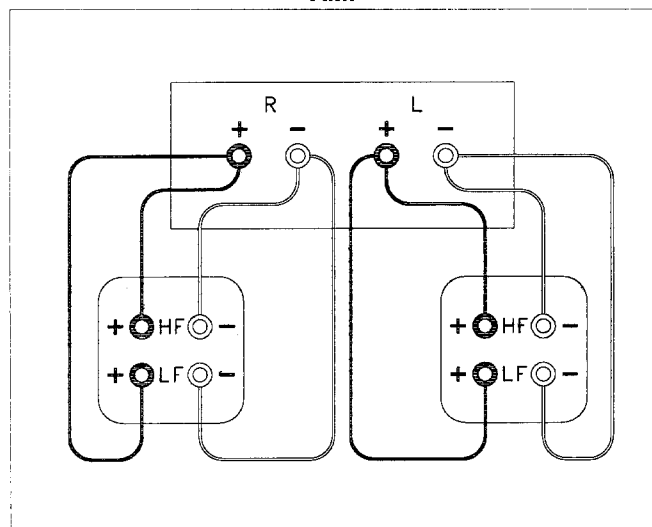 R L
+ - + -
+ HF - + HF -
+ LF - + LF -